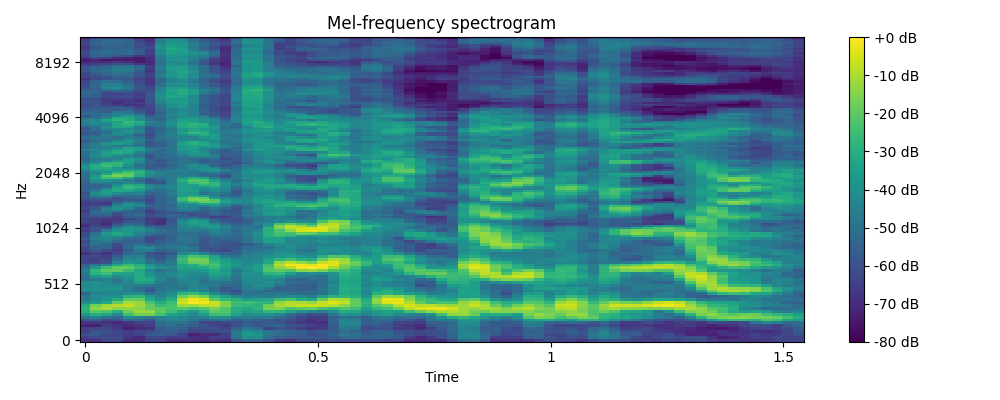 Mel-frequency spectrogram
Hz
8192
4096
2048
1024
512
0
0
0.5
1
1.5
Time
+0 dB
-10 dB
-20 dB
-30 dB
-40 dB
-50 dB
-60 dB
-70 dB
-80 dB